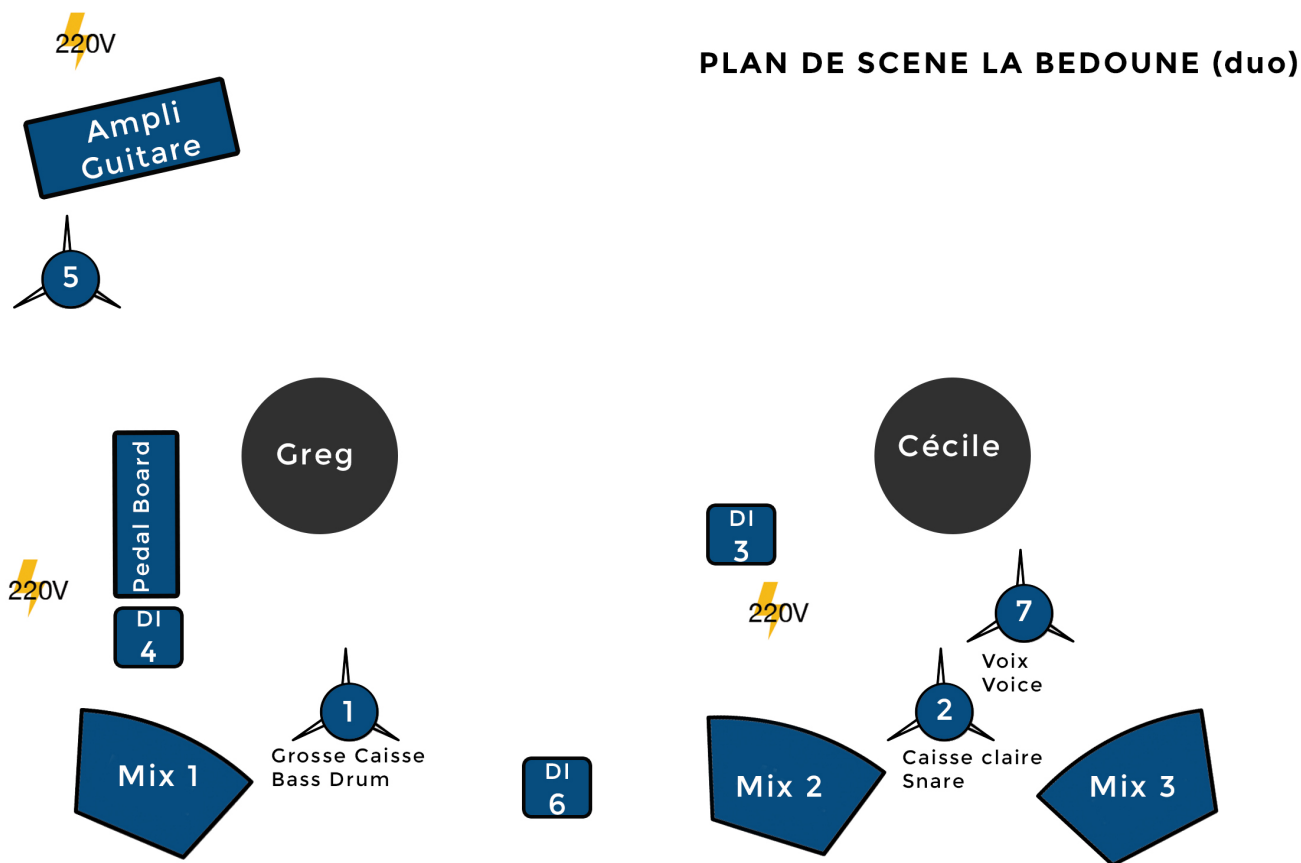 220V
PLAN DE SCENE LA BEDOUNE (duo)
Ampli
Guitare
5
Greg
Cécile
Pedal Board
DI
3
220V
220V
DI
4
7
Voix
Voice
1
Grosse Caisse
Bass Drum
2
Caisse claire
Snare
Mix 1
DI
6
Mix 2
Mix 3